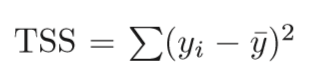 TSS = ∑(yᵢ − ȳ)²